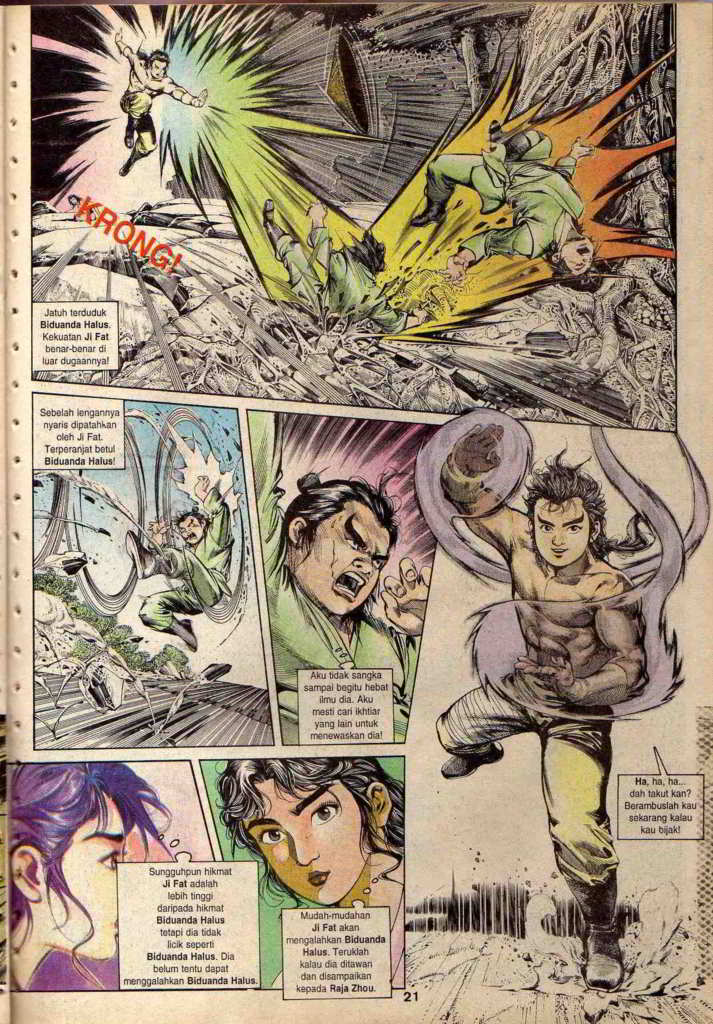 KRONG!
Jatuh terduduk
Biduanda Halus.
Kekuatan Ji Fat
benar-benar di
luar dugaannya!
Sebelah lengannya
nyaris dipatahkan
oleh Ji Fat.
Terperanjat betul
Biduanda Halus!
Aku tidak sangka
sampai begitu hebat
ilmu dia. Aku
mesti cari ikhtiar
yang lain untuk
menewaskan dia!
Ha, ha, ha...
dah takut kan?
Berambuslah kau
sekarang kalau
kau bijak!
Sungguhpun hikmat
Ji Fat adalah
lebih tinggi
daripada hikmat
Biduanda Halus
tetapi dia tidak
licik seperti
Biduanda Halus. Dia
belum tentu dapat
menggalahkan Biduanda Halus.
Mudah-mudahan
Ji Fat akan
mengalahkan Biduanda
Halus. Teruklah
kalau dia ditawan
dan disampaikan
kepada Raja Zhou.
21